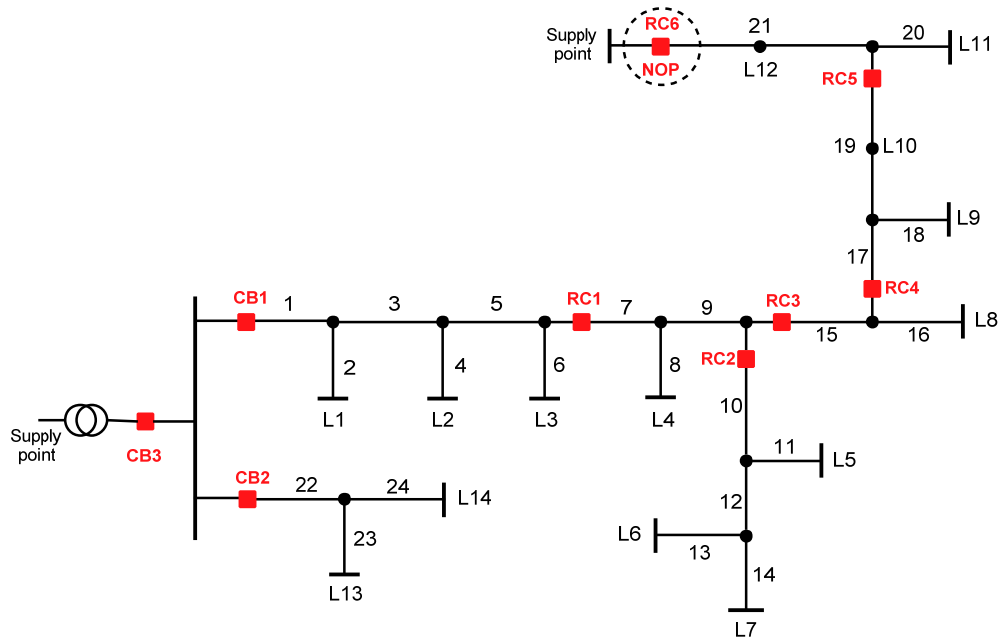 RC6
21
20
Supply
point
L11
NOP
L12
RC5
19
L10
L9
18
17
RC4
CB1
1
3
5
RC1
7
9
RC3
15
16
L8
2
4
6
8
RC2
L1
L2
L3
L4
10
Supply
point
CB3
11
L5
CB2
22
24
L14
12
23
L6
13
14
L13
L7